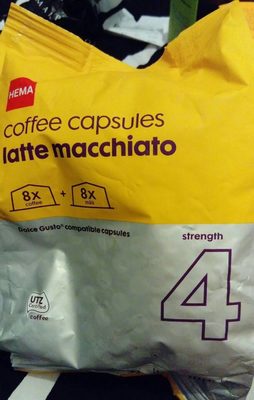 HEMA
coffee capsules
latte macchiato
8x + 8x
coffee milk
Dolce Gusto® compatible capsules
strength
4
UTZ
Certified
coffee